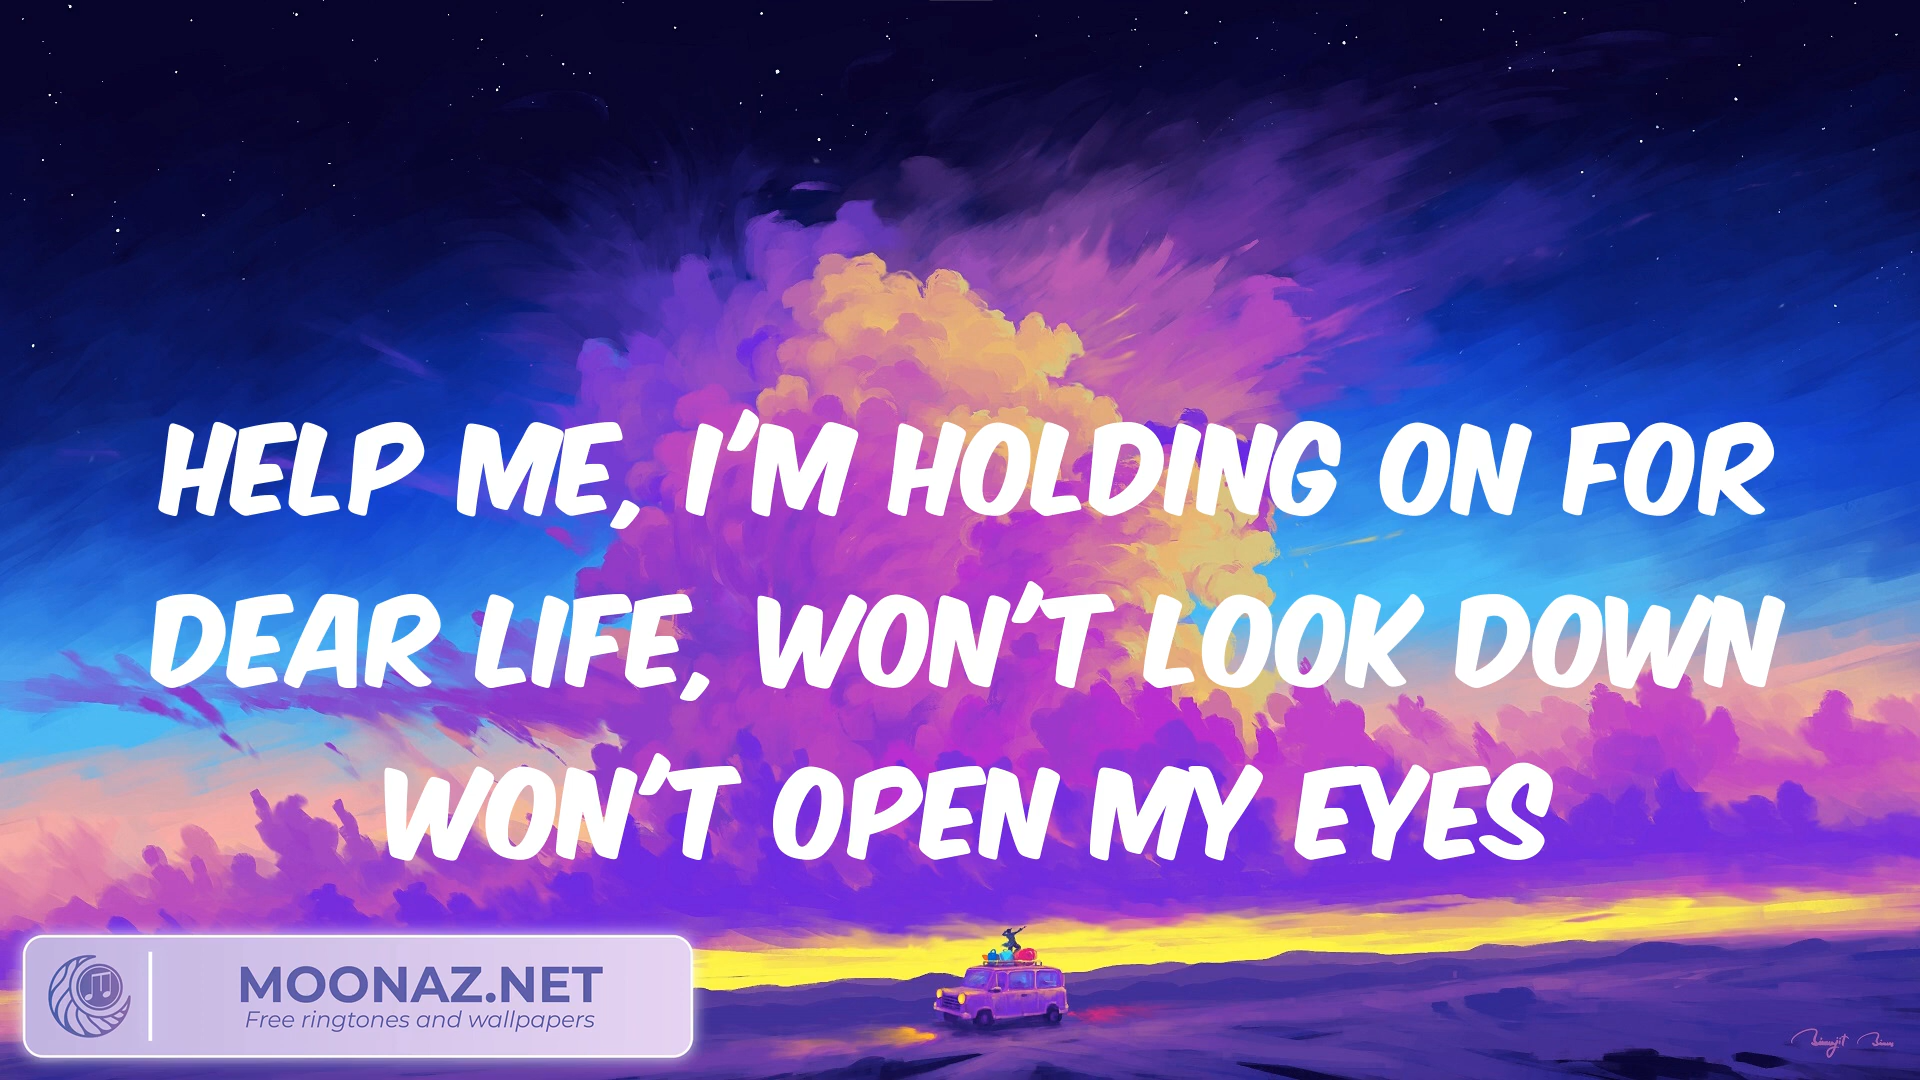 HELP ME, I'M HOLDING ON FOR
DEAR LIFE, WON'T LOOK DOWN
WON'T OPEN MY EYES
MOONAZ.NET
Free ringtones and wallpapers